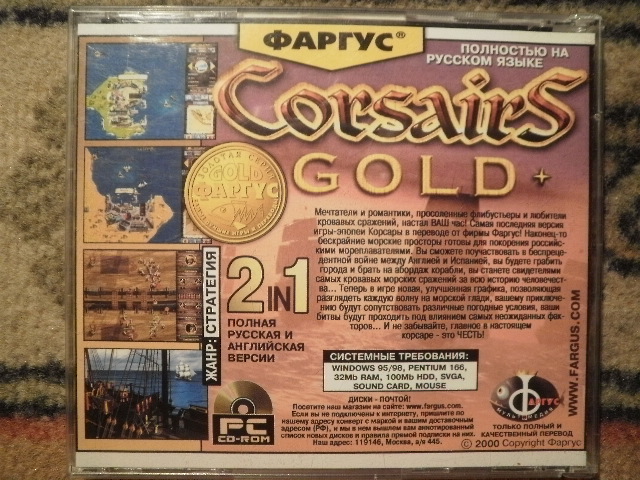 ФАРГУС®
ПОЛНОСТЬЮ НА
РУССКОМ ЯЗЫКЕ
Corsairs
GOLD
ЗОЛОТАЯ СЕРИЯ
GOLD
ФАРГУС
Мечтатели и романтики, просоленные флибустьеры и любители
кровавых сражений, настал ВАШ час! Самая последняя версия
игры-эпопеи Корсары в переводе от фирмы Фаргус! Наконец-то
бескрайние морские просторы готовы для покорения российс-
кими мореплавателями. Вы сможете поучаствовать в беспреце-
дентной войне между Англией и Испанией, вы будете грабить
города и брать на абордаж корабли, вы станете свидетелями
самых кровавых морских сражений за всю историю человечест-
ва... Теперь в игре новая, улучшенная графика, позволяющая
разглядеть каждую волну на морской глади, вашему приключе-
нию будут сопутствовать различные погодные условия, ваши
битвы будут проходить под влиянием самых неожиданных фак-
торов... И не забывайте, главное в настоящем
корсаре - это ЧЕСТЬ!
ЖАНР: СТРАТЕГИЯ
2 IN 1
ПОЛНАЯ
РУССКАЯ И
АНГЛИЙСКАЯ
ВЕРСИИ
СИСТЕМНЫЕ ТРЕБОВАНИЯ:
WINDOWS 95/98, PENTIUM 166,
32Mb RAM, 100Mb HDD, SVGA,
SOUND CARD, MOUSE
ДИСКИ - ПОЧТОЙ!
Посетите наш магазин на сайте: www.fargus.com.
Если вы не подключены к интернету, пришлите по
нашему адресу конверт с маркой и вашим почтовым
адресом (РФ), и мы в нем вышлем вам аннотированный
список новых дисков и правила прямой подписки на них.
Наш адрес: 119146, Москва, а/я 445.
PC
CD-ROM
WWW.FARGUS.COM
ФАРГУС
МУЛЬТИМЕДИА
ТОЛЬКО ПОЛНЫЙ И
КАЧЕСТВЕННЫЙ ПЕРЕВОД
© 2000 Copyright Фаргус